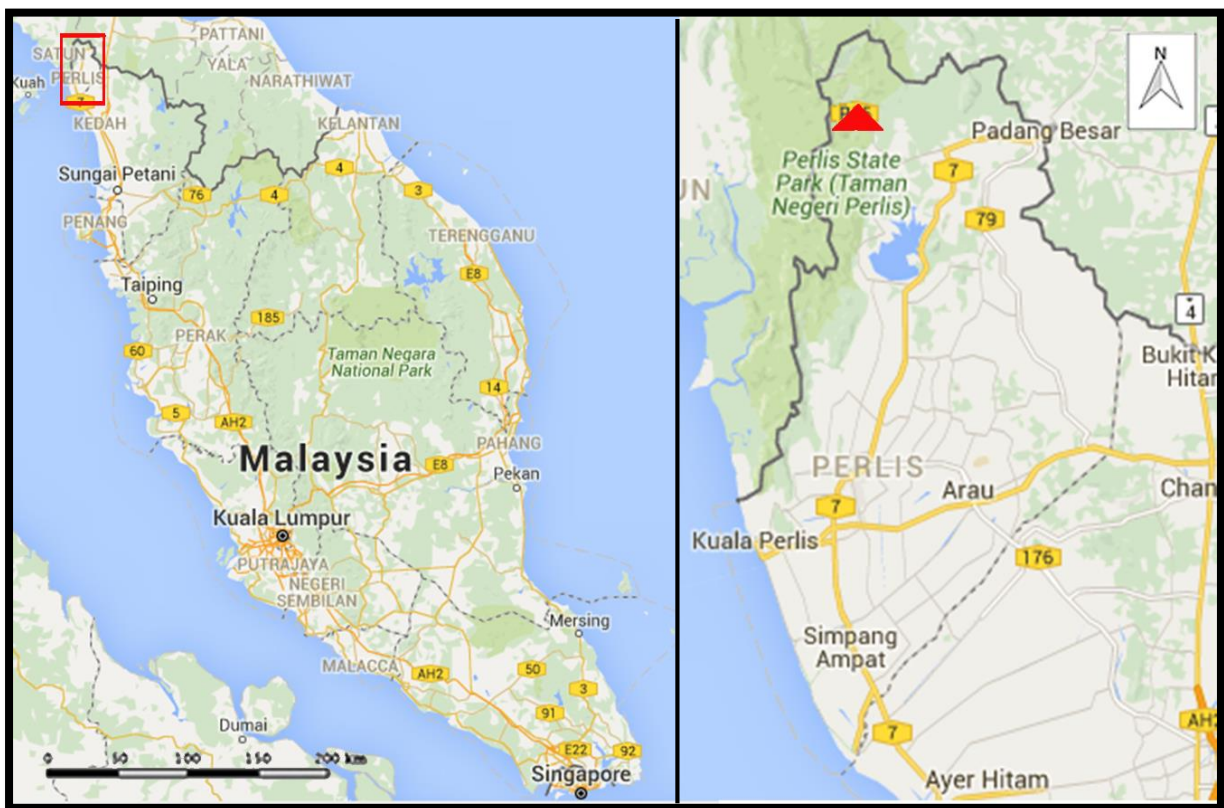 PATTANI
SATUN
YALA
PERLIS
NARATHIWAT
Kuah
7
KEDAH
KELANTAN
Sungai Petani
4
76
4
3
PENANG
TERENGGANU
E8
Taiping
185
PERAK
60
Taman Negara
National Park
14
5
AH2
PAHANG
Malaysia
E8
Pekan
Kuala Lumpur
PUTRAJAYA
NEGERI
SEMBILAN
Mersing
MALACCA
AH2
50
3
Dumai
91
E22
92
0 50 100 150 200 km
Singapore
N
Padang Besar
Perlis State
Park (Taman
Negeri Perlis)
7
UN
79
4
Bukit K
Hitar
PERLIS
Arau
Chan
7
Kuala Perlis
176
Simpang
Ampat
AH2
7
Ayer Hitam